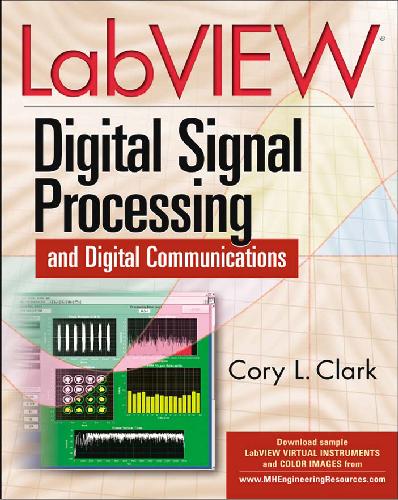 LabVIEW®
Digital Signal
Processing
and Digital Communications
Cory L. Clark
Download sample
LabVIEW VIRTUAL INSTRUMENTS
and COLOR IMAGES from
www.MHEngineeringResources.com